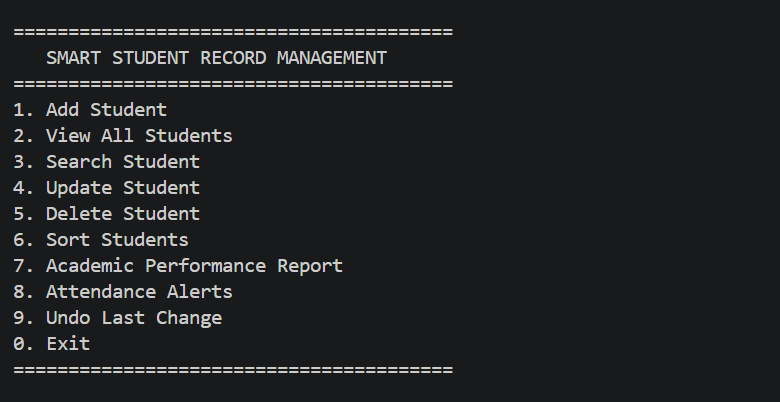 ========================================
   SMART STUDENT RECORD MANAGEMENT
========================================
1. Add Student
2. View All Students
3. Search Student
4. Update Student
5. Delete Student
6. Sort Students
7. Academic Performance Report
8. Attendance Alerts
9. Undo Last Change
0. Exit
========================================